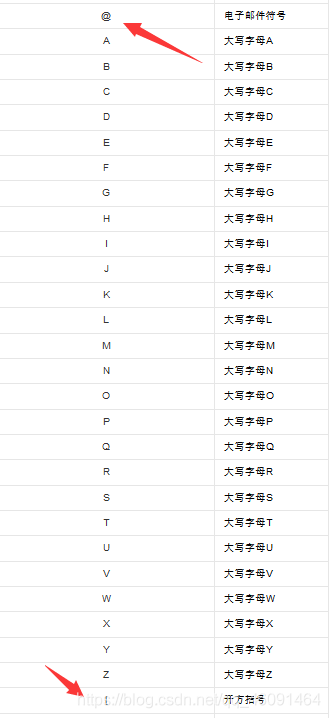 @ 电子邮件符号
A 大写字母A
B 大写字母B
C 大写字母C
D 大写字母D
E 大写字母E
F 大写字母F
G 大写字母G
H 大写字母H
I 大写字母I
J 大写字母J
K 大写字母K
L 大写字母L
M 大写字母M
N 大写字母N
O 大写字母O
P 大写字母P
Q 大写字母Q
R 大写字母R
S 大写字母S
T 大写字母T
U 大写字母U
V 大写字母V
W 大写字母W
X 大写字母X
Y 大写字母Y
Z 大写字母Z
[ 开方括号